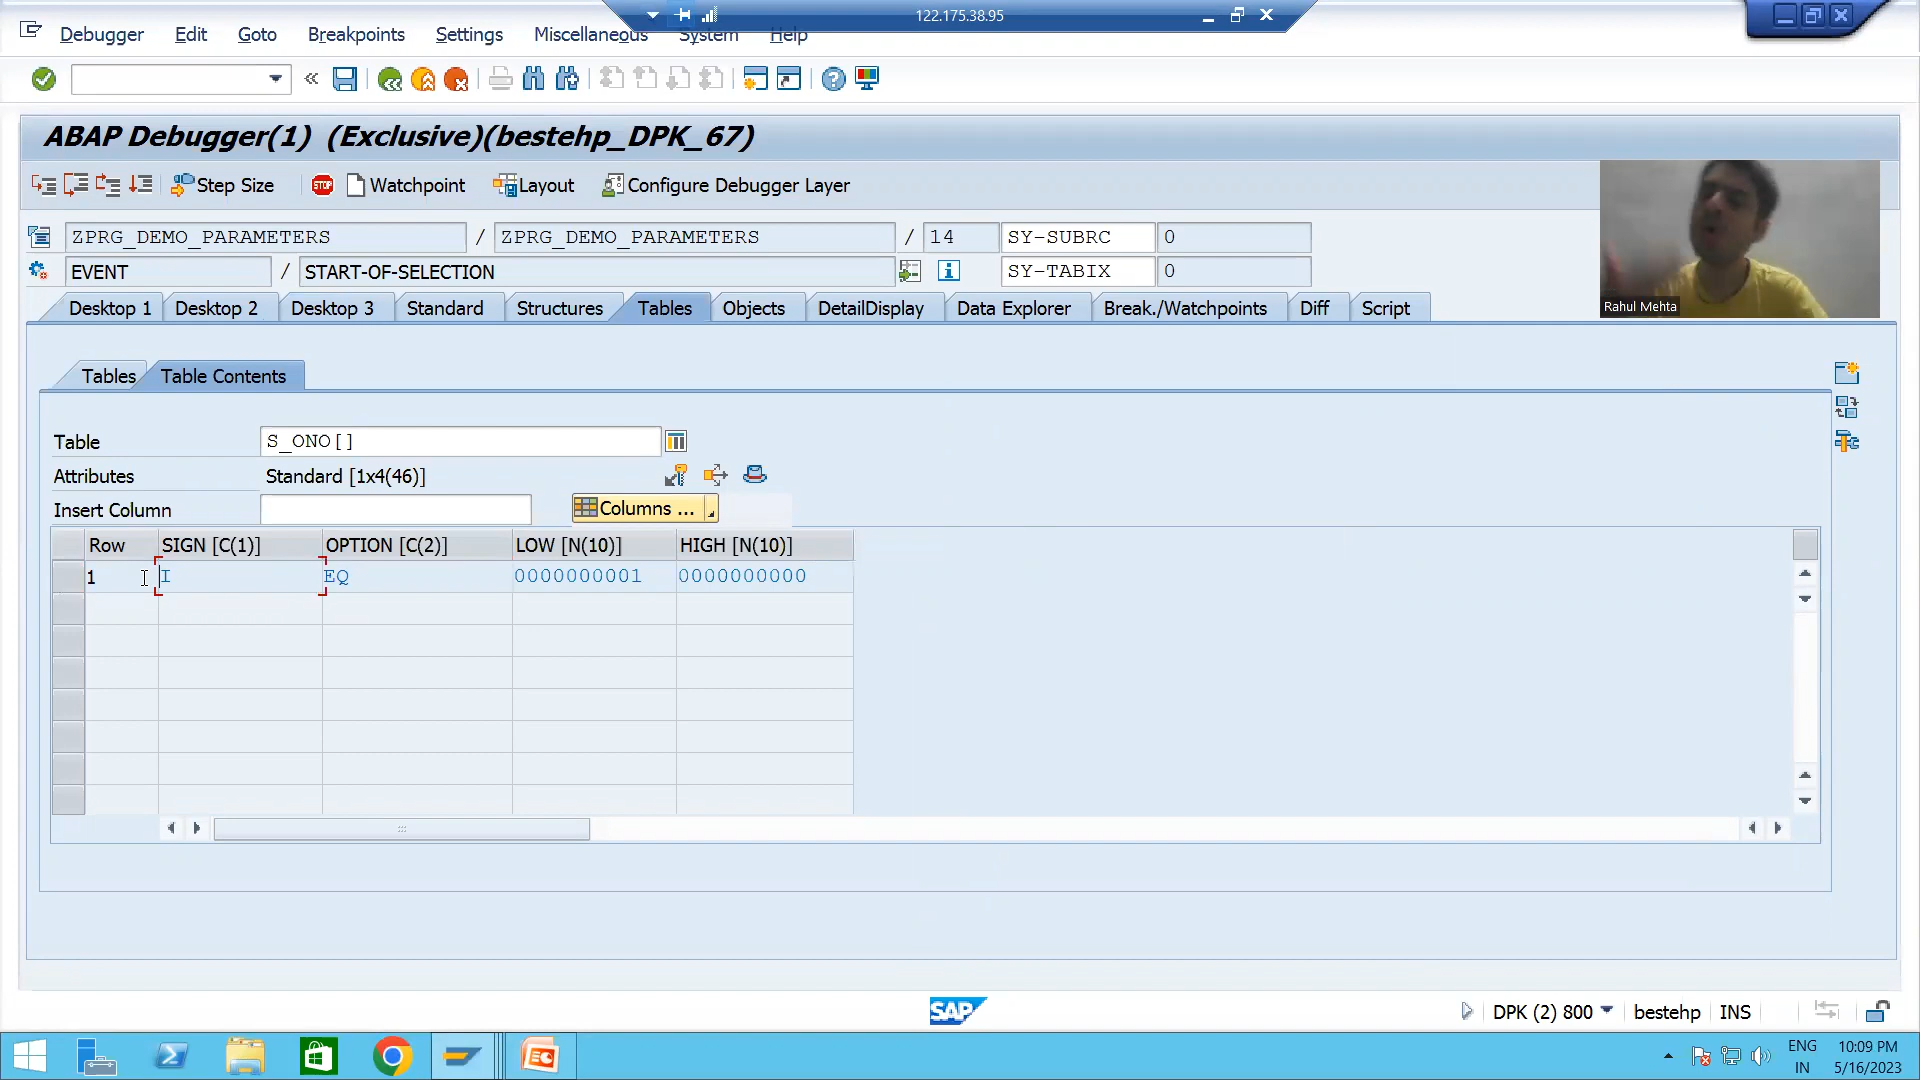 122.175.38.95
Debugger Edit Goto Breakpoints Settings Miscellaneous System Help
ABAP Debugger(1) (Exclusive)(bestehp_DPK_67)
Step Size STOP Watchpoint Layout Configure Debugger Layer
ZPRG_DEMO_PARAMETERS / ZPRG_DEMO_PARAMETERS / 14 SY-SUBRC 0
EVENT / START-OF-SELECTION SY-TABIX 0
Rahul Mehta
Desktop 1 Desktop 2 Desktop 3 Standard Structures Tables Objects DetailDisplay Data Explorer Break./Watchpoints Diff Script
Tables Table Contents
Table S_ONO[]
Attributes Standard [1x4(46)]
Insert Column Columns ...
Row SIGN [C(1)] OPTION [C(2)] LOW [N(10)] HIGH [N(10)]
1 I EQ 0000000001 0000000000
SAP DPK (2) 800 bestehp INS
ENG 10:09 PM
IN 5/16/2023